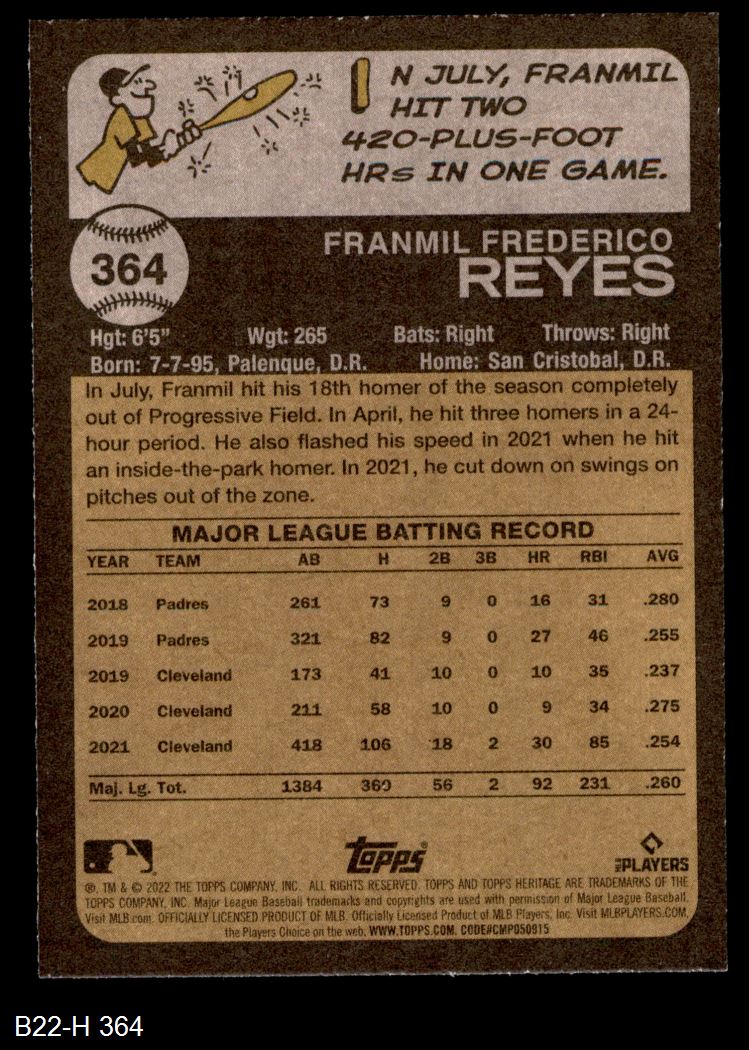 IN JULY, FRANMIL
HIT TWO
420-PLUS-FOOT
HRs IN ONE GAME.
364
FRANMIL FREDERICO
REYES
Hgt: 6'5" Wgt: 265 Bats: Right Throws: Right
Born: 7-7-95, Palenque, D.R. Home: San Cristobal, D.R.
In July, Franmil hit his 18th homer of the season completely
out of Progressive Field. In April, he hit three homers in a 24-
hour period. He also flashed his speed in 2021 when he hit
an inside-the-park homer. In 2021, he cut down on swings on
pitches out of the zone.
MAJOR LEAGUE BATTING RECORD
YEAR TEAM AB H 2B 3B HR RBI AVG
2018 Padres 261 73 9 0 16 31 .280
2019 Padres 321 82 9 0 27 46 .255
2019 Cleveland 173 41 10 0 10 35 .237
2020 Cleveland 211 58 10 0 9 34 .275
2021 Cleveland 418 106 18 2 30 85 .254
Maj. Lg. Tot. 1384 360 56 2 92 231 .260
Topps® MLB PLAYERS
®, TM & © 2022 THE TOPPS COMPANY, INC. ALL RIGHTS RESERVED. TOPPS AND TOPPS HERITAGE ARE TRADEMARKS OF THE
TOPPS COMPANY, INC. Major League Baseball trademarks and copyrights are used with permission of Major League Baseball.
Visit MLB.com. OFFICIALLY LICENSED PRODUCT OF MLB. Officially Licensed Product of MLB Players, Inc. Visit MLBPLAYERS.COM,
the Players Choice on the web. WWW.TOPPS.COM. CODE#CMP050915
B22-H 364